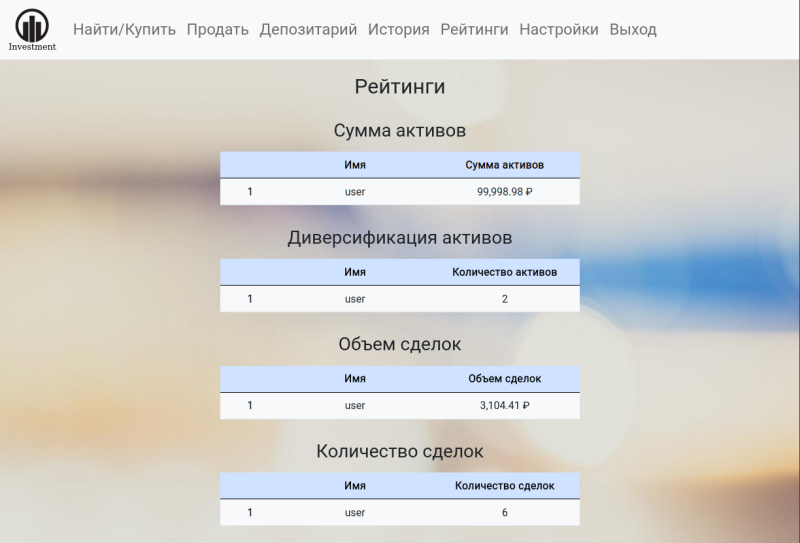 Investment
Найти/Купить Продать Депозитарий История Рейтинги Настройки Выход
Рейтинги
Сумма активов
Имя Сумма активов
1 user 99,998.98 ₽
Диверсификация активов
Имя Количество активов
1 user 2
Объем сделок
Имя Объем сделок
1 user 3,104.41 ₽
Количество сделок
Имя Количество сделок
1 user 6